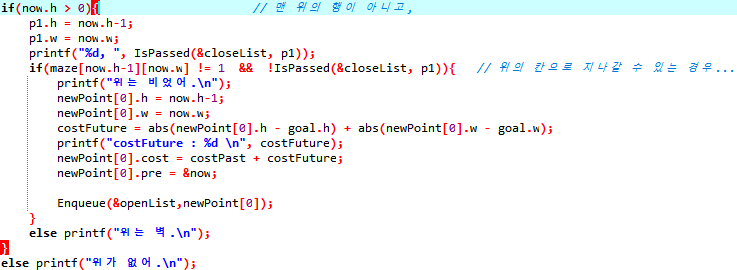 if(now.h > 0){ // 맨 위의 행이 아니고,
p1.h = now.h-1;
p1.w = now.w;
printf("%d, ", IsPassed(&closeList, p1));
if(maze[now.h-1][now.w] != 1 && !IsPassed(&closeList, p1)){ // 위의 칸으로 지나갈 수 있는 경우...
printf("위는 비었어.\n");
newPoint[0].h = now.h-1;
newPoint[0].w = now.w;
costFuture = abs(newPoint[0].h - goal.h) + abs(newPoint[0].w - goal.w);
printf("costFuture : %d \n", costFuture);
newPoint[0].cost = costPast + costFuture;
newPoint[0].pre = &now;
Enqueue(&openList,newPoint[0]);
}
else printf("위는 벽.\n");
}
else printf("위가 없어.\n");